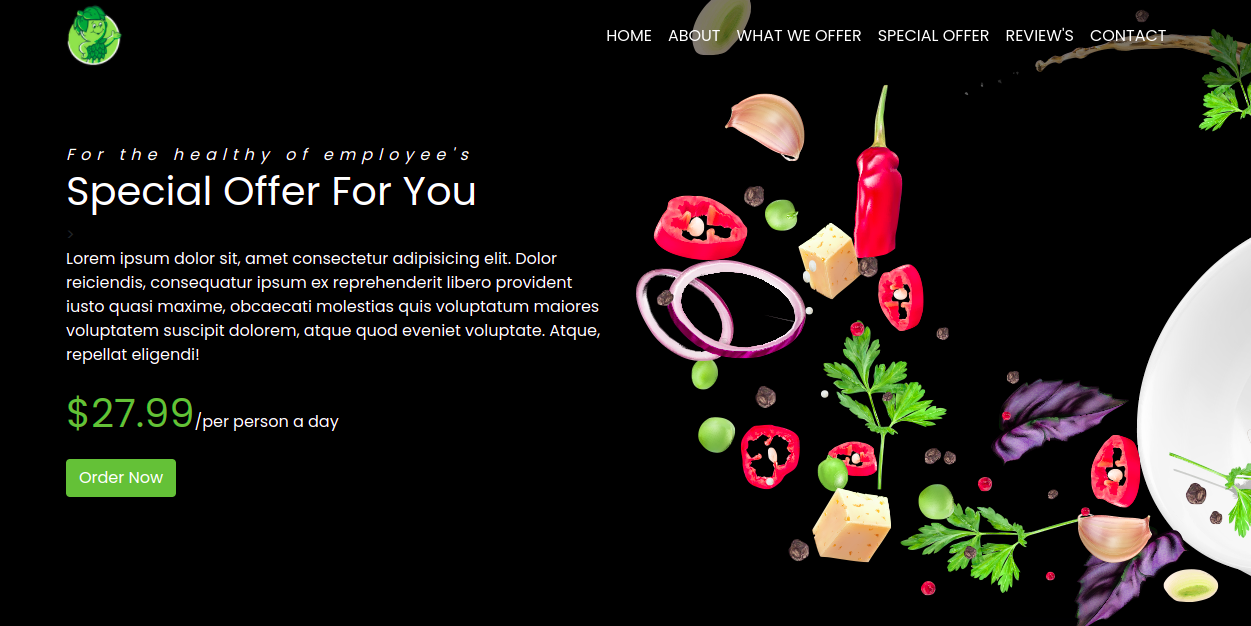 HOME ABOUT WHAT WE OFFER SPECIAL OFFER REVIEW'S CONTACT
For the healthy of employee's
Special Offer For You
>
Lorem ipsum dolor sit, amet consectetur adipisicing elit. Dolor
reiciendis, consequatur ipsum ex reprehenderit libero provident
iusto quasi maxime, obcaecati molestias quis voluptatum maiores
voluptatem suscipit dolorem, atque quod eveniet voluptate. Atque,
repellat eligendi!
$27.99/per person a day
Order Now